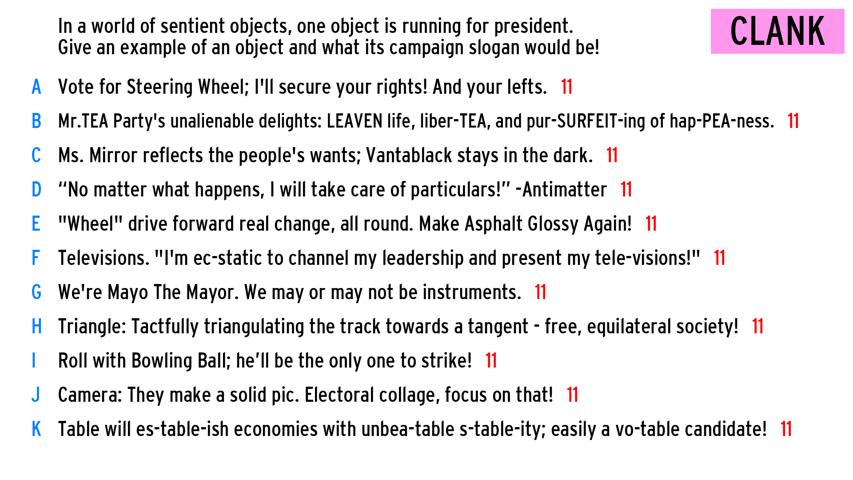 In a world of sentient objects, one object is running for president.
Give an example of an object and what its campaign slogan would be!
CLANK
A Vote for Steering Wheel; I'll secure your rights! And your lefts. 11
B Mr.TEA Party's unalienable delights: LEAVEN life, liber-TEA, and pur-SURFEIT-ing of hap-PEA-ness. 11
C Ms. Mirror reflects the people's wants; Vantablack stays in the dark. 11
D “No matter what happens, I will take care of particulars!” -Antimatter 11
E "Wheel" drive forward real change, all round. Make Asphalt Glossy Again! 11
F Televisions. "I'm ec-static to channel my leadership and present my tele-visions!" 11
G We're Mayo The Mayor. We may or may not be instruments. 11
H Triangle: Tactfully triangulating the track towards a tangent - free, equilateral society! 11
I Roll with Bowling Ball; he’ll be the only one to strike! 11
J Camera: They make a solid pic. Electoral collage, focus on that! 11
K Table will es-table-ish economies with unbea-table s-table-ity; easily a vo-table candidate! 11